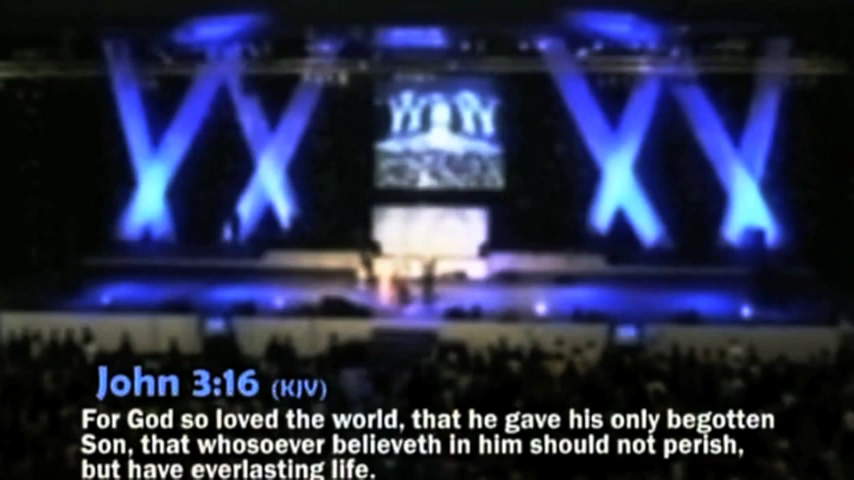 John 3:16 (KJV)
For God so loved the world, that he gave his only begotten
Son, that whosoever believeth in him should not perish,
but have everlasting life.